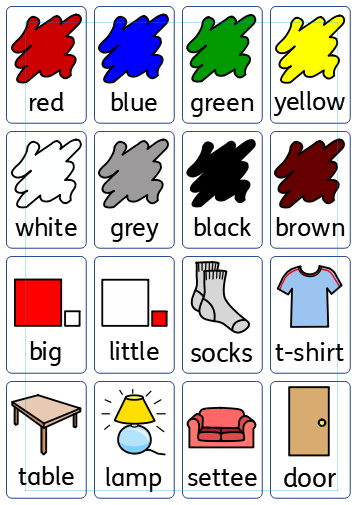 red blue green yellow
white grey black brown
big little socks t-shirt
table lamp settee door